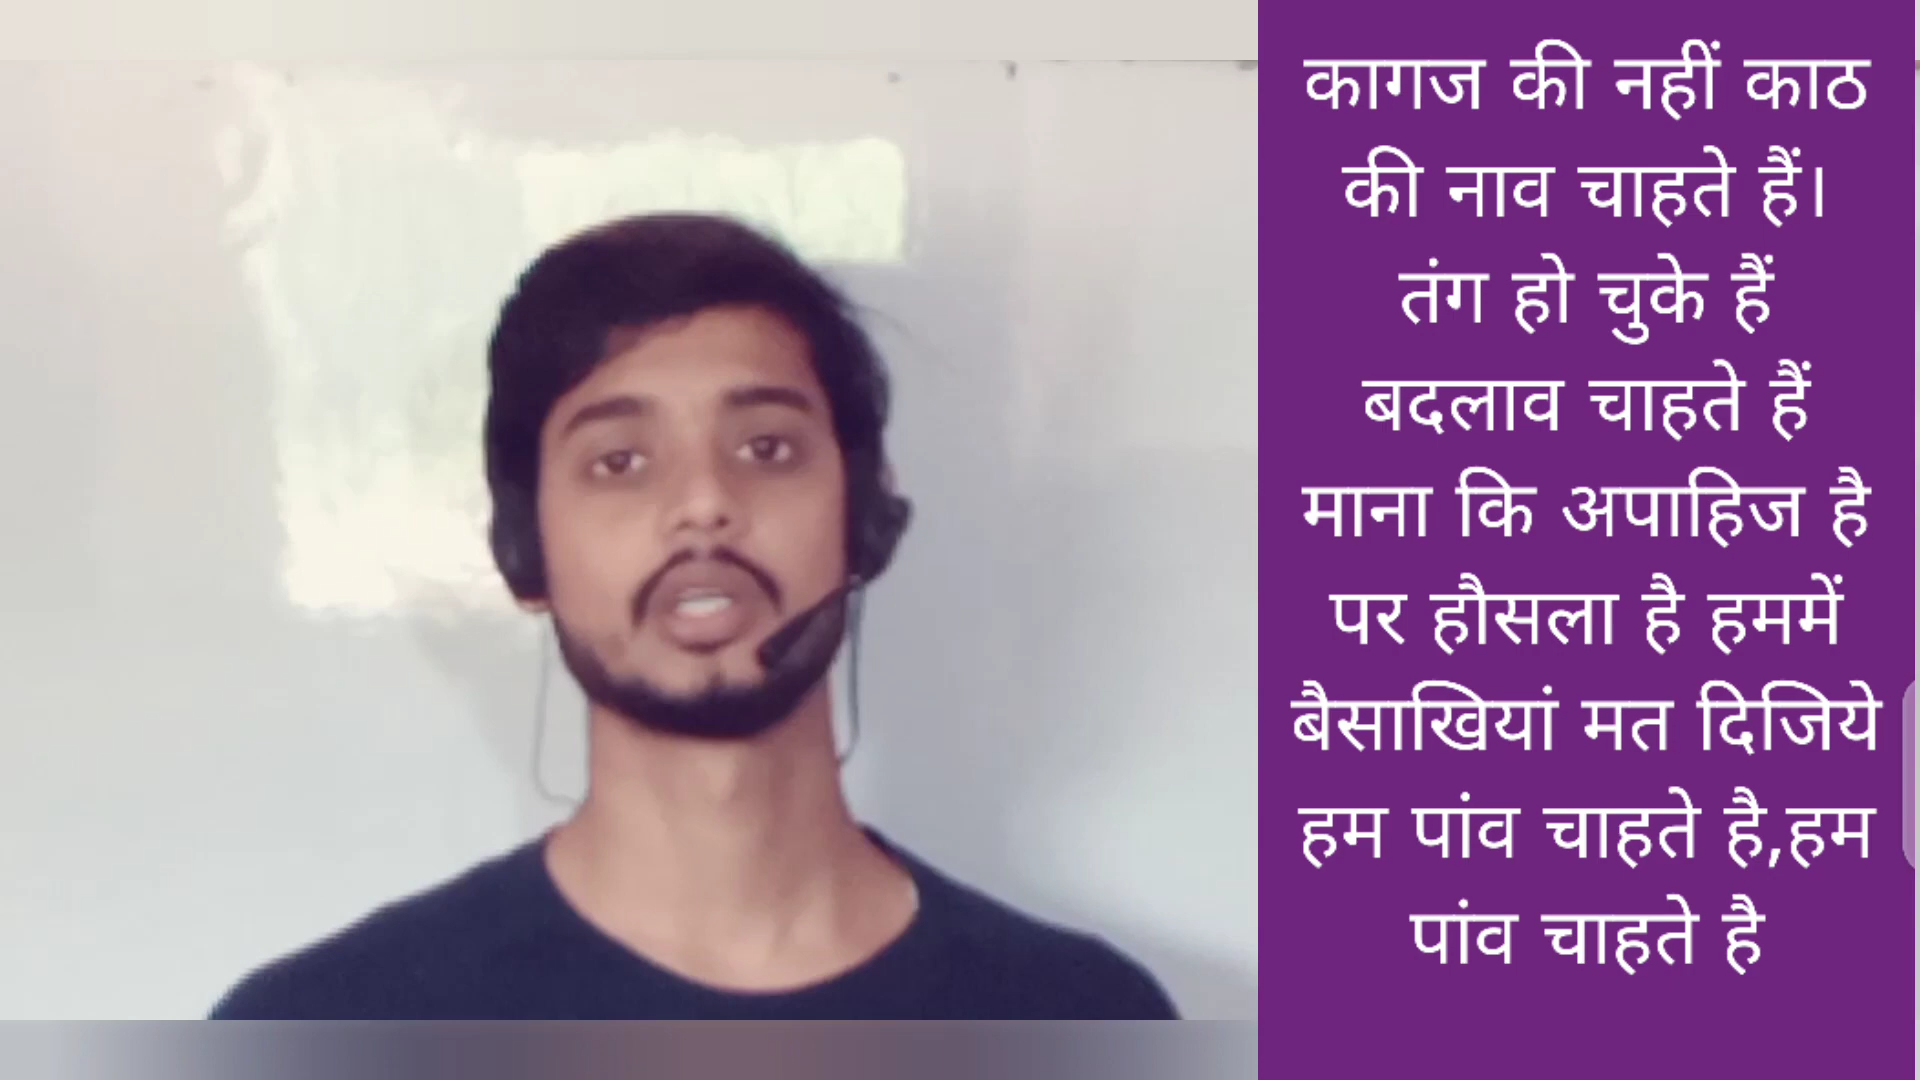 कागज की नहीं काठ
की नाव चाहते हैं।
तंग हो चुके हैं
बदलाव चाहते हैं
माना कि अपाहिज है
पर हौसला है हममें
बैसाखियां मत दिजिये
हम पांव चाहते है,हम
पांव चाहते है